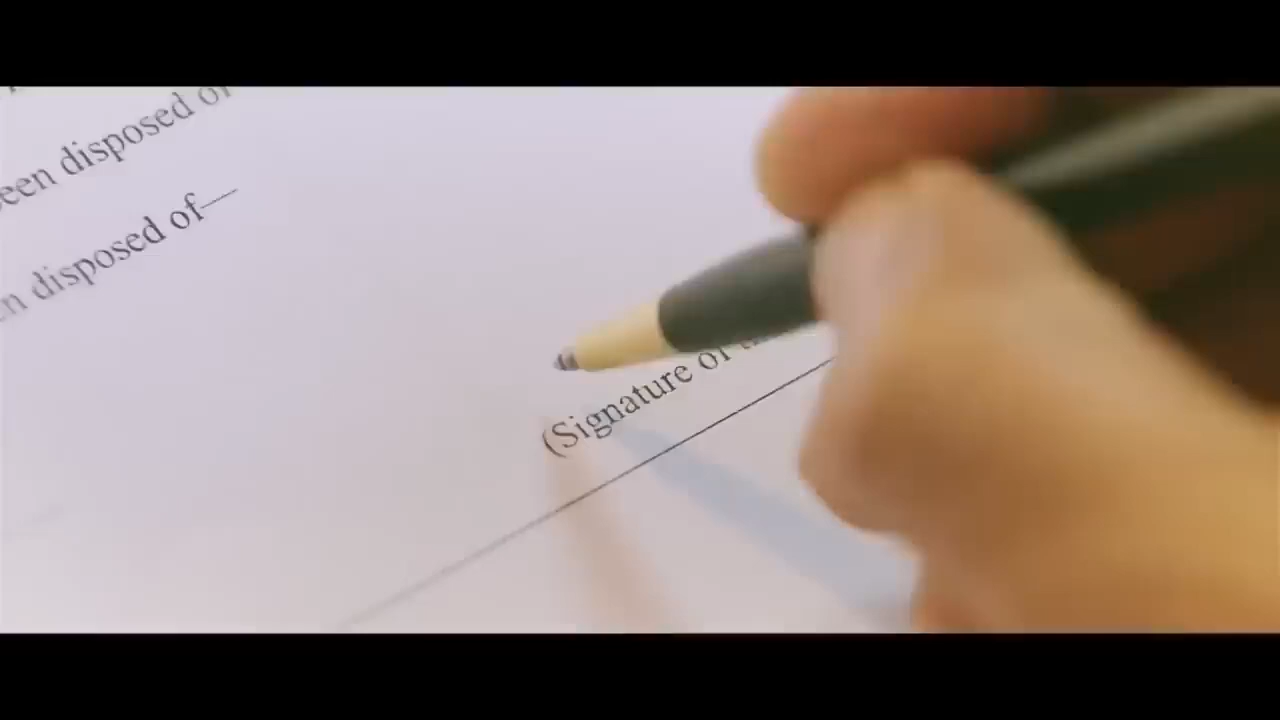 een disposed of
n disposed of—
(Signature of